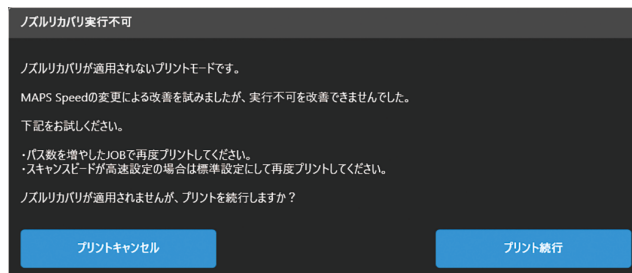 ノズルリカバリ実行不可
ノズルリカバリが適用されないプリントモードです。
MAPS Speedの変更による改善を試みましたが、実行不可を改善できませんでした。
下記をお試しください。
・パス数を増やしたJOBで再度プリントしてください。
・スキャンスピードが高速設定の場合は標準設定にして再度プリントしてください。
ノズルリカバリが適用されませんが、プリントを続行しますか？
プリントキャンセル
プリント続行